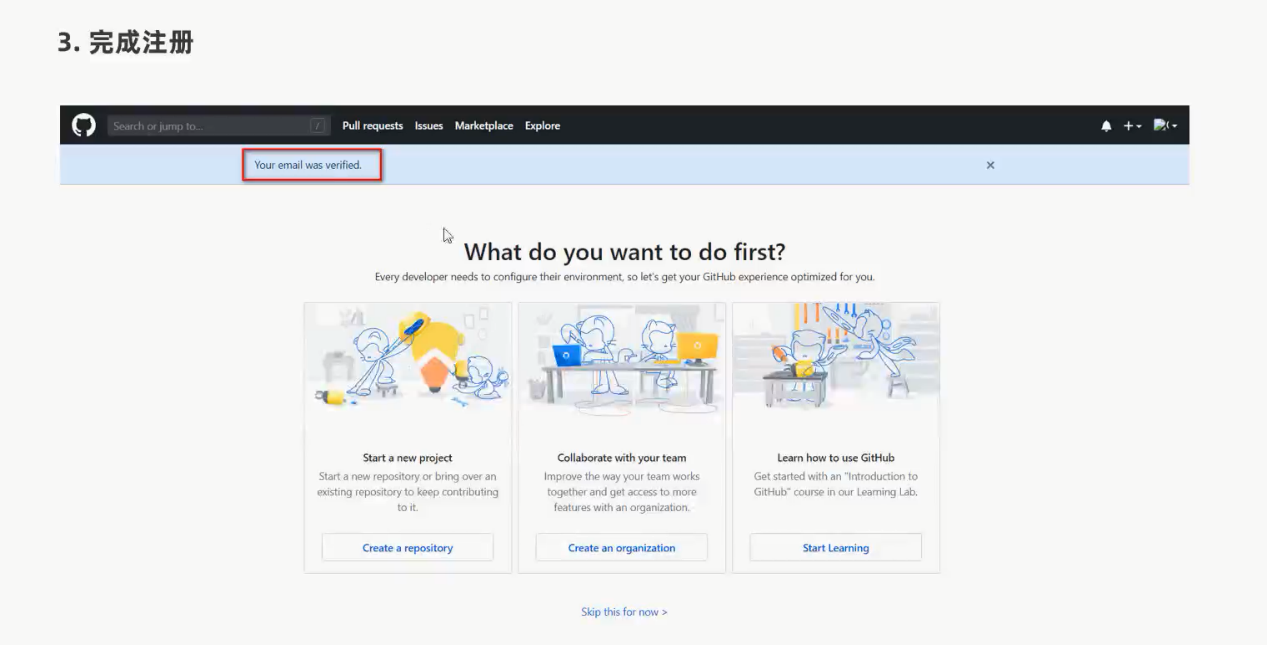 3. 完成注册
Search or jump to...
/
Pull requests
Issues
Marketplace
Explore
Your email was verified.
What do you want to do first?
Every developer needs to configure their environment, so let's get your GitHub experience optimized for you.
Start a new project
Start a new repository or bring over an
existing repository to keep contributing
to it.
Create a repository
Collaborate with your team
Improve the way your team works
together and get access to more
features with an organization.
Create an organization
Learn how to use GitHub
Get started with an "Introduction to
GitHub" course in our Learning Lab.
Start Learning
Skip this for now >